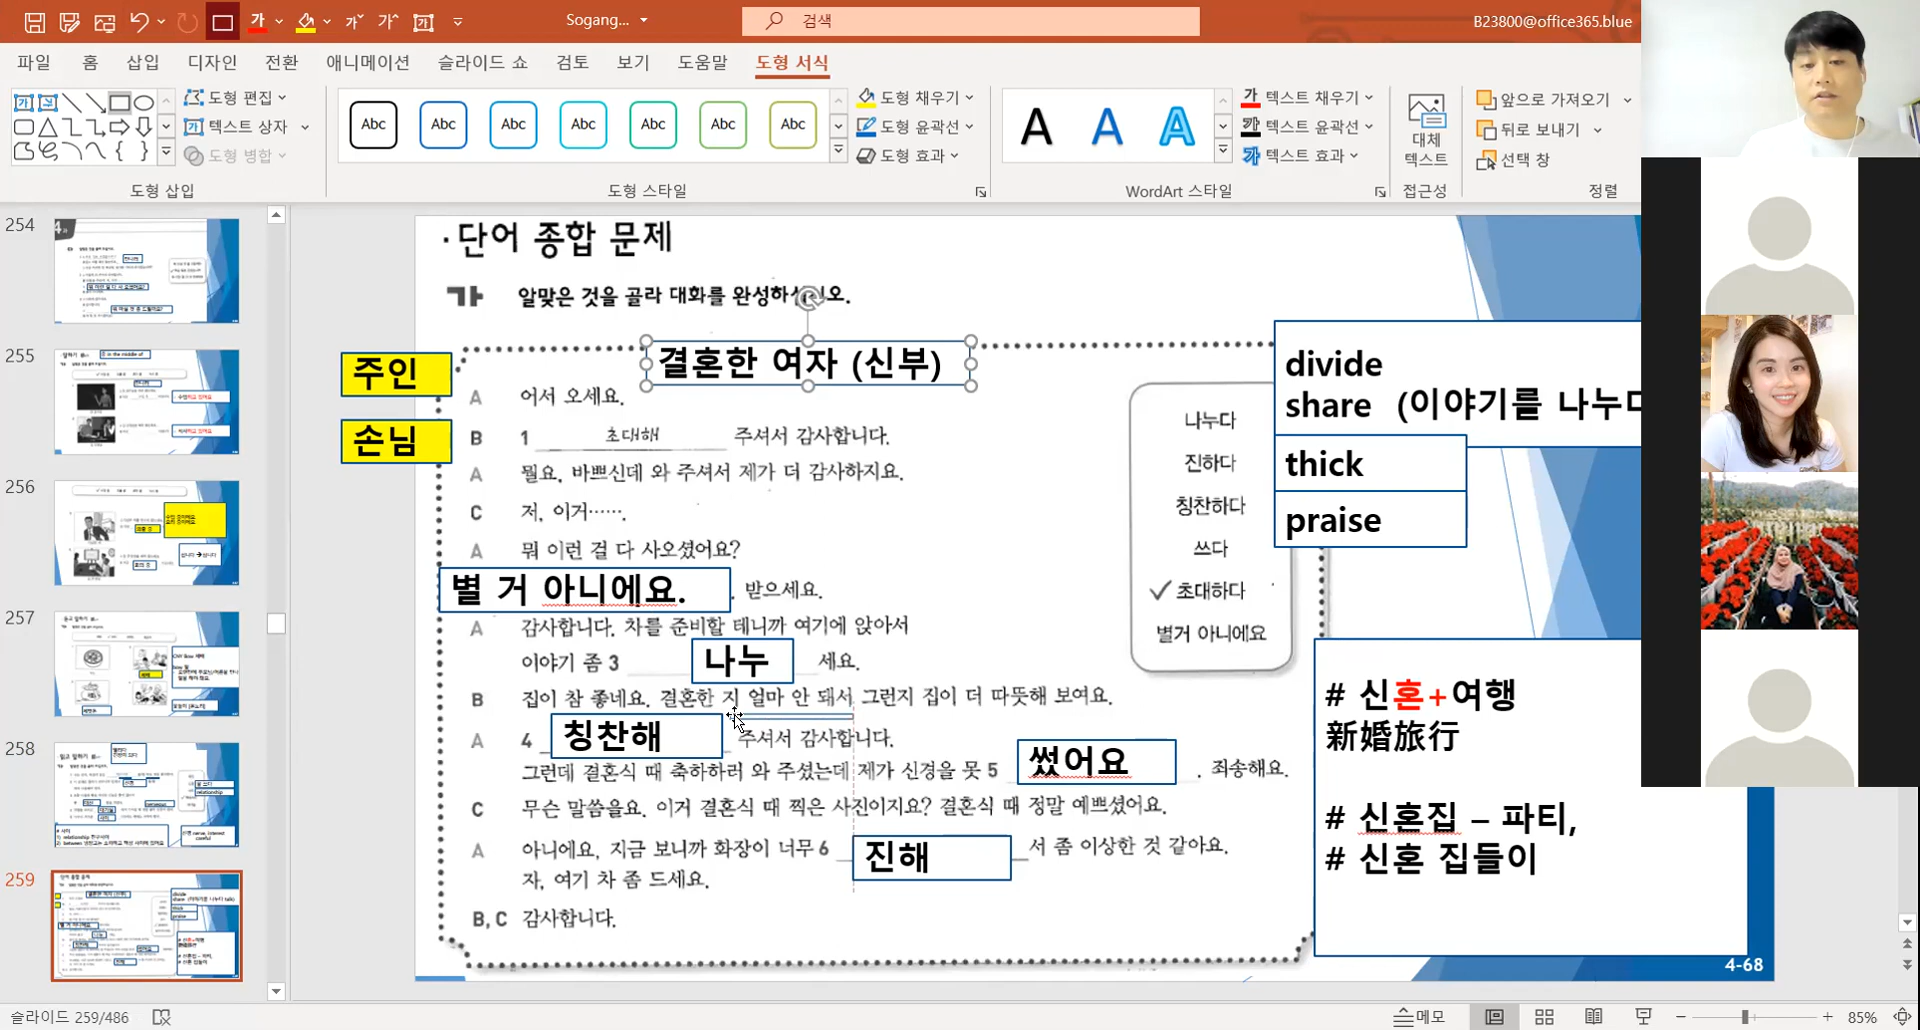 Sogang...
검색
B23800@office365.blue
파일 홈 삽입 디자인 전환 애니메이션 슬라이드 쇼 검토 보기 도움말 도형 서식
도형 편집
텍스트 상자
도형 병합
도형 삽입
Abc Abc Abc Abc Abc Abc Abc
도형 채우기
도형 윤곽선
도형 효과
도형 스타일
A A A
텍스트 채우기
텍스트 윤곽선
텍스트 효과
WordArt 스타일
대체
텍스트
접근성
앞으로 가져오기
뒤로 보내기
선택 창
정렬
254
255
256
257
258
259
· 단어 종합 문제
가 알맞은 것을 골라 대화를 완성하
오.
결혼한 여자 (신부)
주인
손님
A 어서 오세요.
B 1 초대해 주셔서 감사합니다.
A 뭘요, 바쁘신데 와 주셔서 제가 더 감사하지요.
C 저, 이거…….
A 뭐 이런 걸 다 사오셨어요?
별 거 아니에요. . 받으세요.
A 감사합니다. 차를 준비할 테니까 여기에 앉아서
이야기 좀 3 나누 세요.
B 집이 참 좋네요. 결혼한 지 얼마 안 돼서 그런지 집이 더 따뜻해 보여요.
A 4 칭찬해 주셔서 감사합니다.
그런데 결혼식 때 축하하러 와 주셨는데 제가 신경을 못 5 썼어요 . 죄송해요.
C 무슨 말씀을요. 이거 결혼식 때 찍은 사진이지요? 결혼식 때 정말 예쁘셨어요.
A 아니에요, 지금 보니까 화장이 너무 6 진해 서 좀 이상한 것 같아요.
자, 여기 차 좀 드세요.
B, C 감사합니다.
나누다
진하다
칭찬하다
쓰다
✓ 초대하다
별거 아니에요
divide
share (이야기를 나누다
thick
praise
# 신혼+여행
新婚旅行
# 신혼집 – 파티,
# 신혼 집들이
4-68
슬라이드 259/486
메모
85%